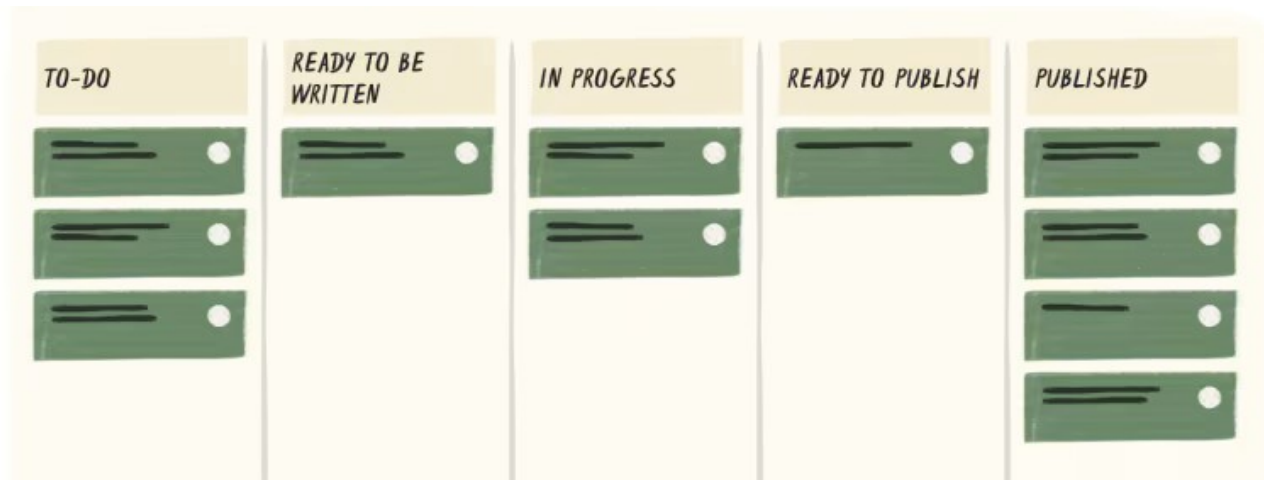 TO-DO
READY TO BE
WRITTEN
IN PROGRESS
READY TO PUBLISH
PUBLISHED